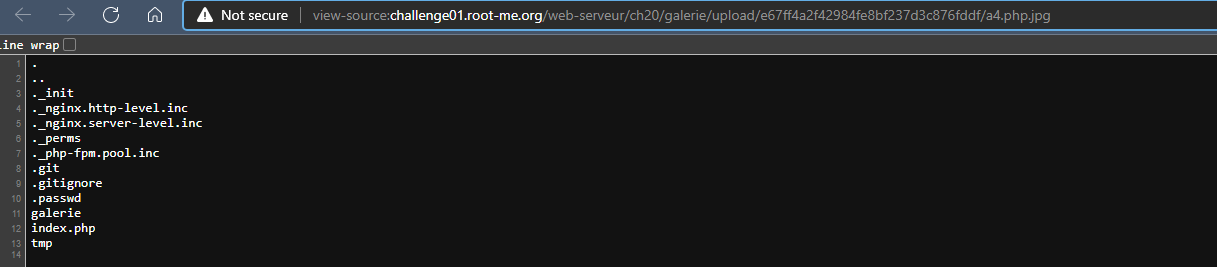 Not secure | view-source:challenge01.root-me.org/web-serveur/ch20/galerie/upload/e67ff4a2f42984fe8bf237d3c876fddf/a4.php.jpg
ine wrap
1 .
2 ..
3 ._init
4 ._nginx.http-level.inc
5 ._nginx.server-level.inc
6 ._perms
7 ._php-fpm.pool.inc
8 .git
9 .gitignore
10 .passwd
11 galerie
12 index.php
13 tmp
14